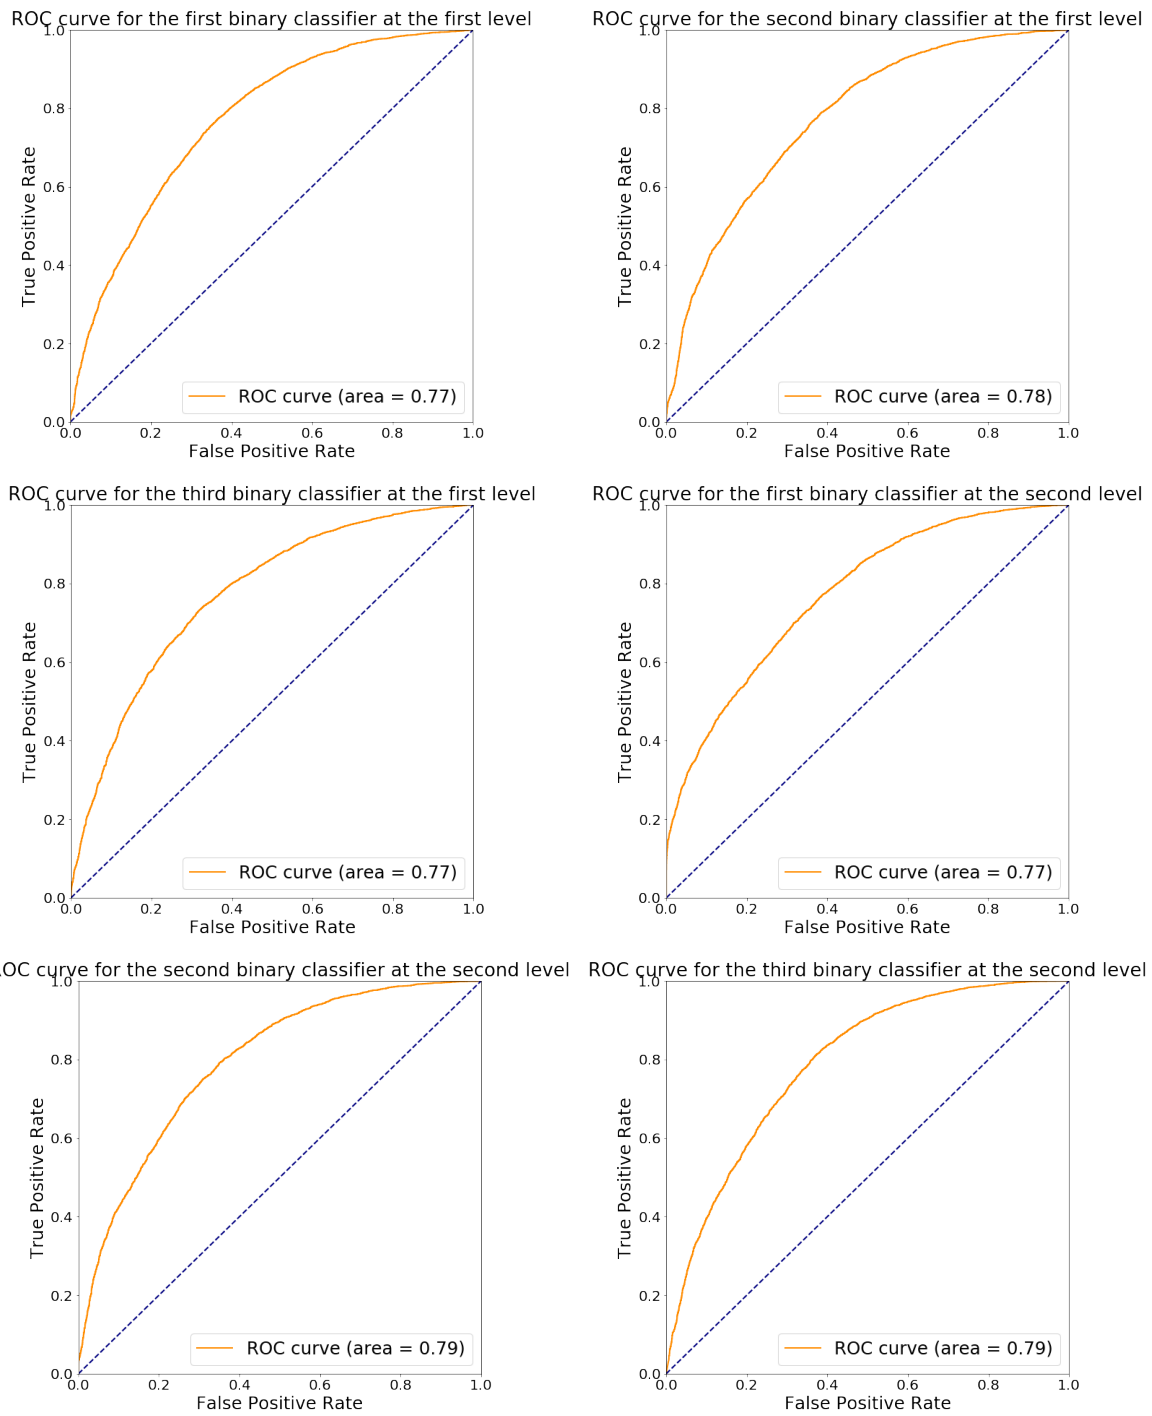 ROC curve for the first binary classifier at the first level
1.0
0.8
0.6
0.4
0.2
0.0
True Positive Rate
ROC curve (area = 0.77)
0.0 0.2 0.4 0.6 0.8 1.0
False Positive Rate
ROC curve for the second binary classifier at the first level
1.0
0.8
0.6
0.4
0.2
0.0
True Positive Rate
ROC curve (area = 0.78)
0.0 0.2 0.4 0.6 0.8 1.0
False Positive Rate
ROC curve for the third binary classifier at the first level
1.0
0.8
0.6
0.4
0.2
0.0
True Positive Rate
ROC curve (area = 0.77)
0.0 0.2 0.4 0.6 0.8 1.0
False Positive Rate
ROC curve for the first binary classifier at the second level
1.0
0.8
0.6
0.4
0.2
0.0
True Positive Rate
ROC curve (area = 0.77)
0.0 0.2 0.4 0.6 0.8 1.0
False Positive Rate
OC curve for the second binary classifier at the second level
1.0
0.8
0.6
0.4
0.2
0.0
True Positive Rate
ROC curve (area = 0.79)
0.0 0.2 0.4 0.6 0.8 1.0
False Positive Rate
ROC curve for the third binary classifier at the second level
1.0
0.8
0.6
0.4
0.2
0.0
True Positive Rate
ROC curve (area = 0.79)
0.0 0.2 0.4 0.6 0.8 1.0
False Positive Rate